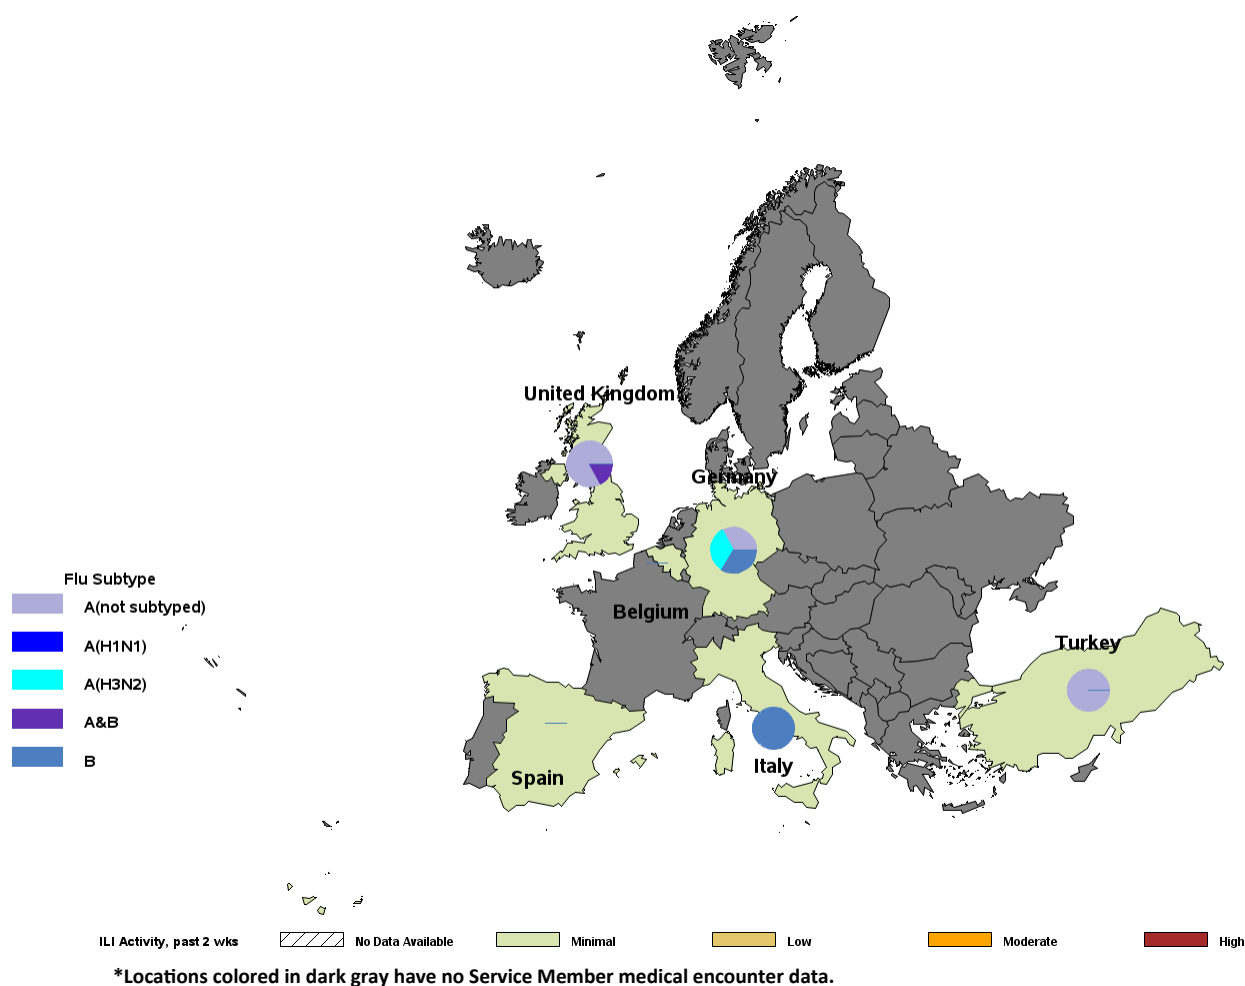 United Kingdom
Germany
Belgium
Turkey
Spain
Italy
Flu Subtype
A(not subtyped)
A(H1N1)
A(H3N2)
A&B
B
ILI Activity, past 2 wks No Data Available Minimal Low Moderate High
*Locations colored in dark gray have no Service Member medical encounter data.